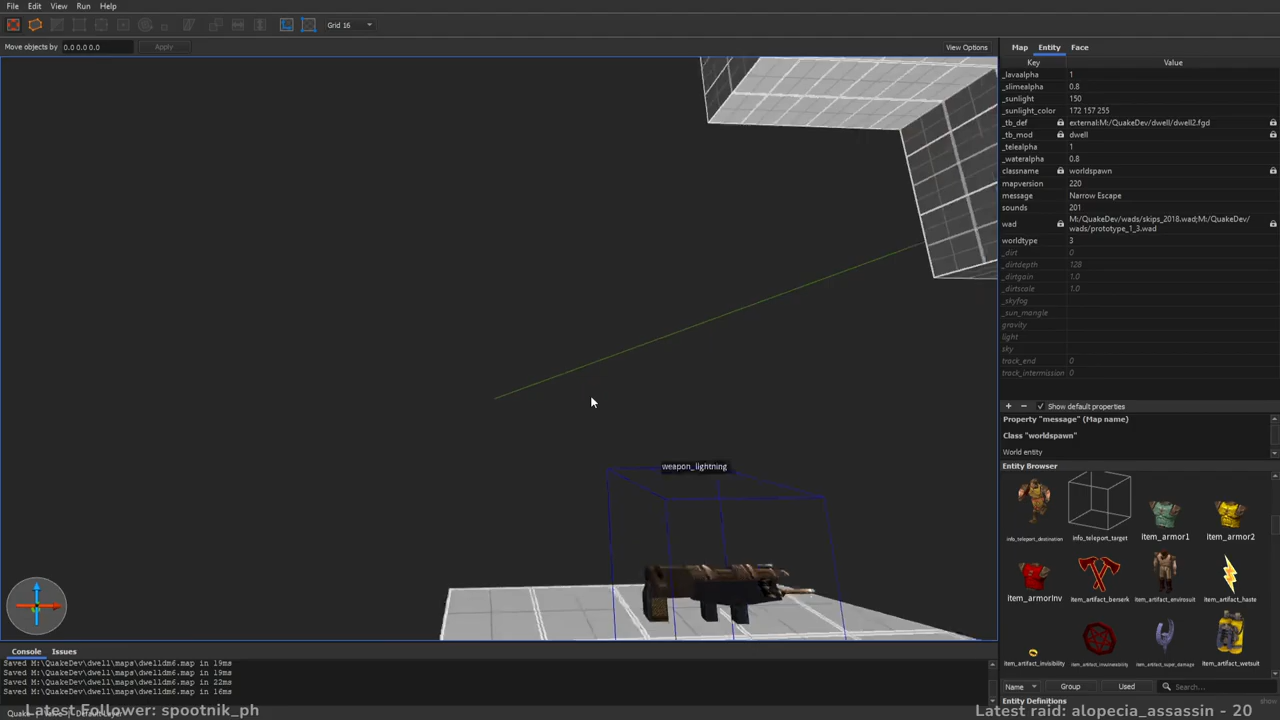 File Edit View Run Help
Grid 16
Move objects by 0.0 0.0 0.0 Apply View Options
Map Entity Face
Key Value
_lavaalpha 1
_slimealpha 0.8
_sunlight 150
_sunlight_color 172 157 255
_tb_def external:M:/QuakeDev/dwell/dwell2.fgd
_tb_mod dwell
_telealpha 1
_wateralpha 0.8
classname worldspawn
mapversion 220
message Narrow Escape
sounds 201
wad M:/QuakeDev/wads/skips_2018.wad;M:/QuakeDev/
wads/prototype_1_3.wad
worldtype 3
_dirt 0
_dirtdepth 128
_dirtgain 1.0
_dirtscale 1.0
_skyfog
_sun_mangle
gravity
light
sky
track_end 0
track_intermission 0
+ − Show default properties
Property "message" (Map name)
Class "worldspawn"
World entity
Entity Browser
info_teleport_destination info_teleport_target item_armor1 item_armor2
item_armorInv item_artifact_berserk item_artifact_envirosuit item_artifact_haste
item_artifact_invisibility item_artifact_invulnerability item_artifact_super_damage item_artifact_wetsuit
Name Group Used Search...
Entity Definitions show
weapon_lightning
Console Issues
Saved M:\QuakeDev\dwell\maps\dwelldm6.map in 19ms
Saved M:\QuakeDev\dwell\maps\dwelldm6.map in 19ms
Saved M:\QuakeDev\dwell\maps\dwelldm6.map in 22ms
Saved M:\QuakeDev\dwell\maps\dwelldm6.map in 16ms
Latest Follower: spootnik_ph
Latest raid: alopecia_assassin - 20